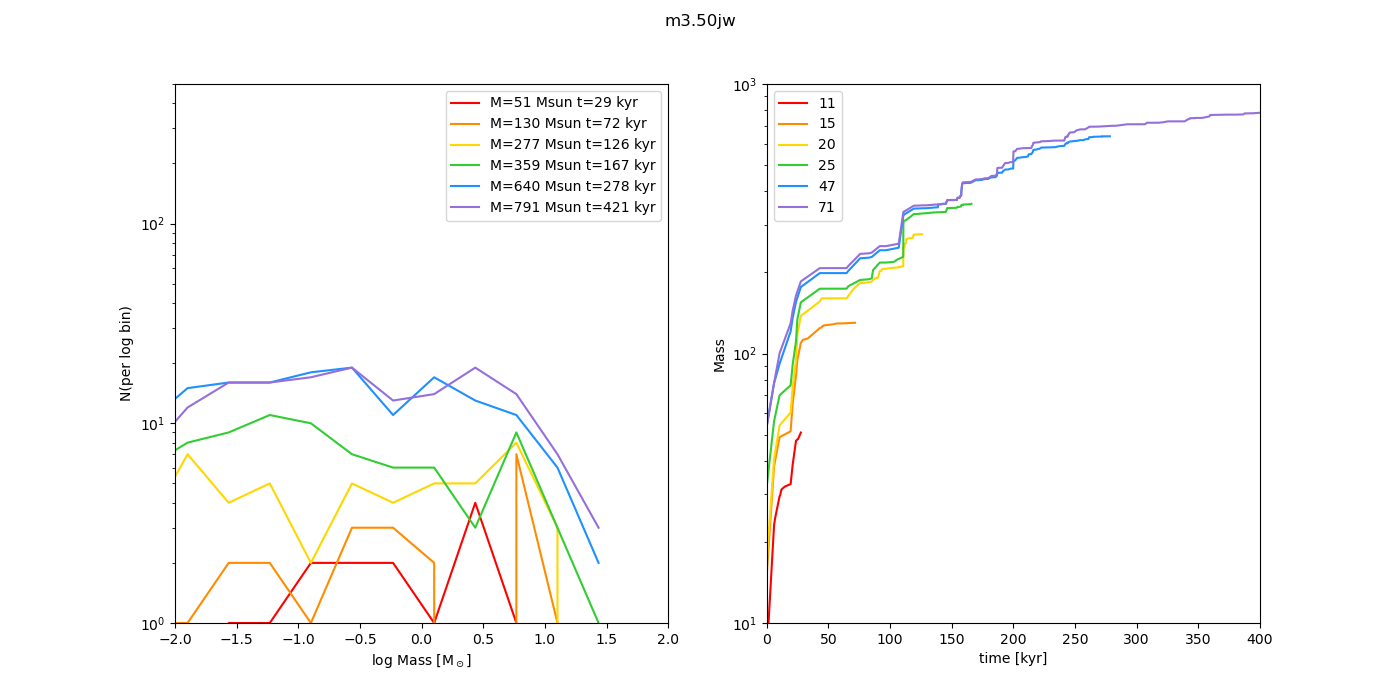 m3.50jw
N(per log bin)
10^0
10^1
10^2
M=51 Msun t=29 kyr
M=130 Msun t=72 kyr
M=277 Msun t=126 kyr
M=359 Msun t=167 kyr
M=640 Msun t=278 kyr
M=791 Msun t=421 kyr
−2.0 −1.5 −1.0 −0.5 0.0 0.5 1.0 1.5 2.0
log Mass [M_⊙]
Mass
10^3
10^2
10^1
11
15
20
25
47
71
0 50 100 150 200 250 300 350 400
time [kyr]